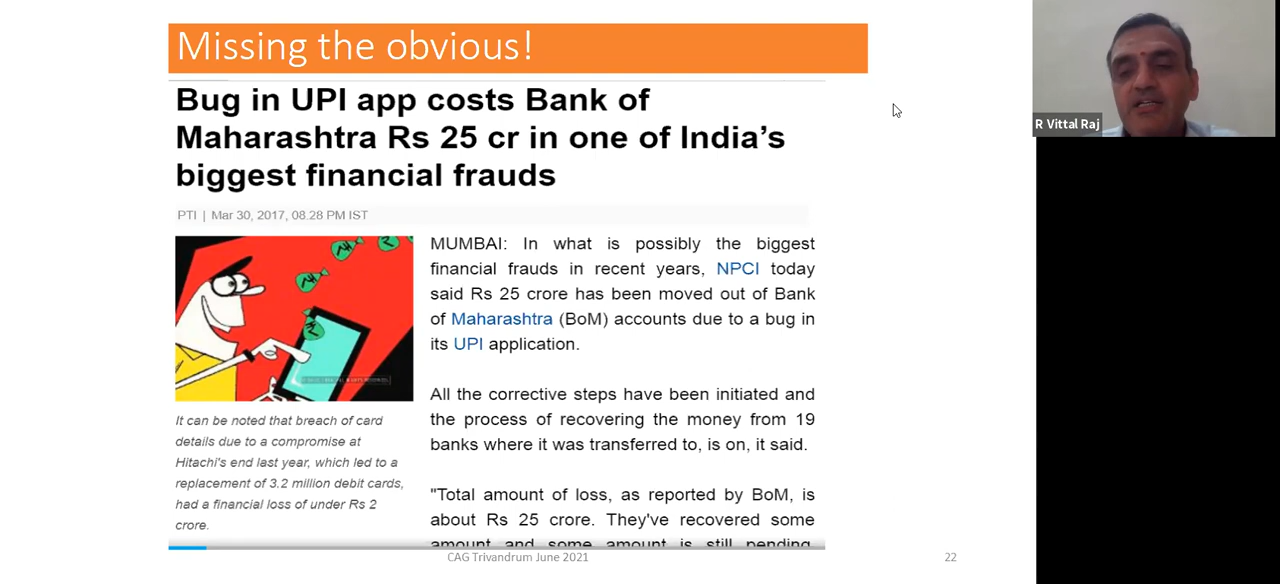 Missing the obvious!
Bug in UPI app costs Bank of
Maharashtra Rs 25 cr in one of India's
biggest financial frauds
PTI | Mar 30, 2017, 08.28 PM IST
It can be noted that breach of card
details due to a compromise at
Hitachi's end last year, which led to a
replacement of 3.2 million debit cards,
had a financial loss of under Rs 2
crore.
MUMBAI: In what is possibly the biggest
financial frauds in recent years, NPCI today
said Rs 25 crore has been moved out of Bank
of Maharashtra (BoM) accounts due to a bug in
its UPI application.
All the corrective steps have been initiated and
the process of recovering the money from 19
banks where it was transferred to, is on, it said.
"Total amount of loss, as reported by BoM, is
about Rs 25 crore. They've recovered some
amount and some amount is still pending.
CAG Trivandrum June 2021
22
R Vittal Raj